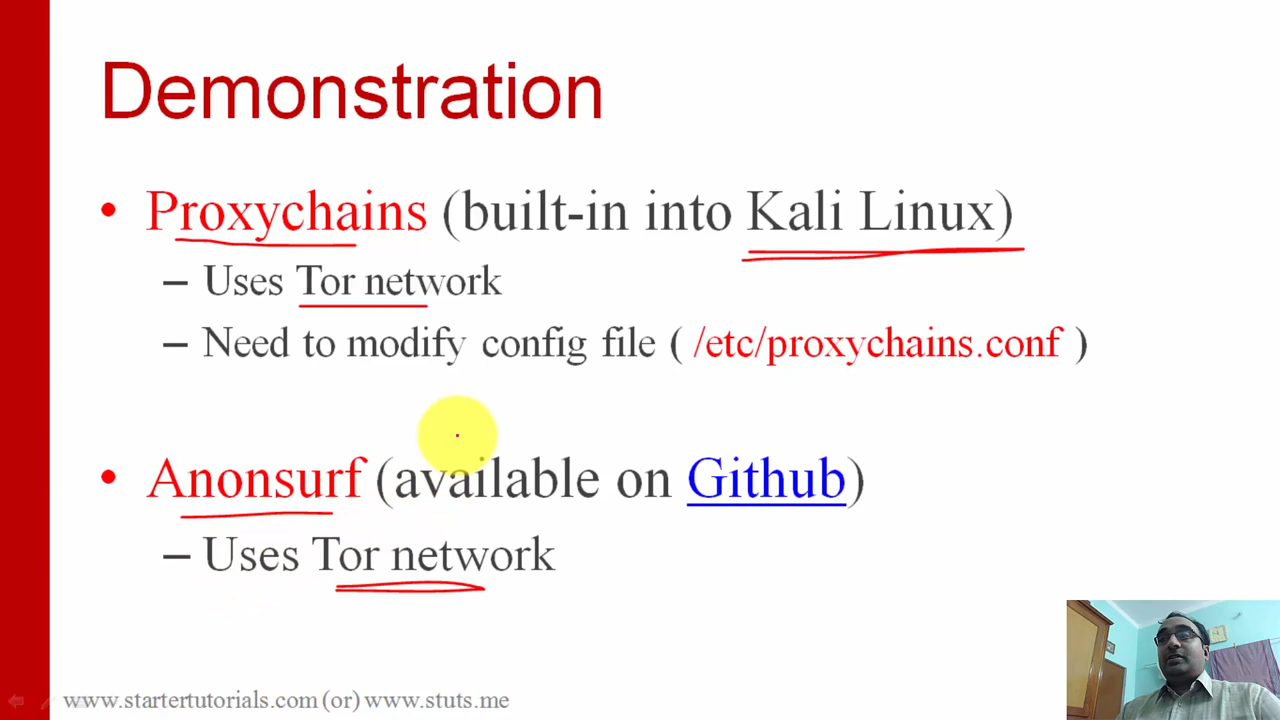 Demonstration
• Proxychains (built-in into Kali Linux)
– Uses Tor network
– Need to modify config file ( /etc/proxychains.conf )
• Anonsurf (available on Github)
– Uses Tor network
www.startertutorials.com (or) www.stuts.me